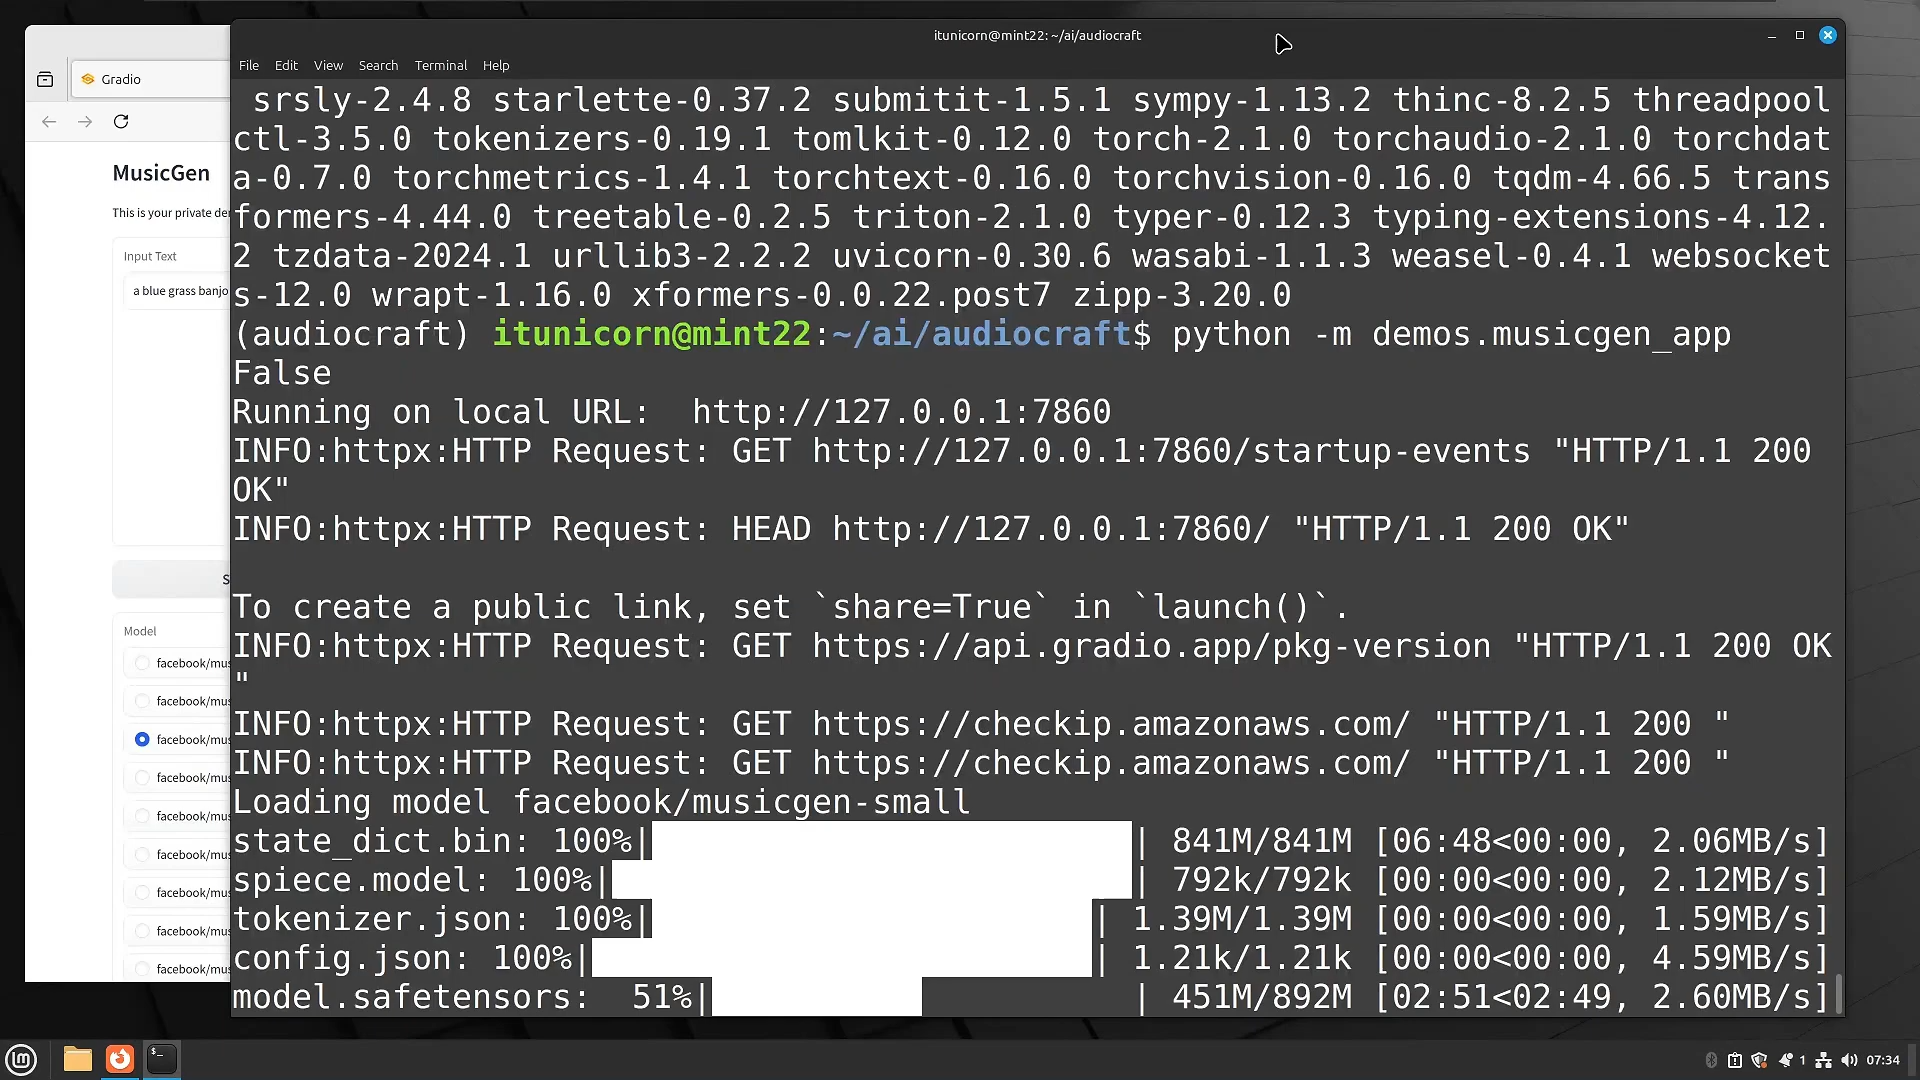 itunicorn@mint22: ~/ai/audiocraft
File Edit View Search Terminal Help
srsly-2.4.8 starlette-0.37.2 submitit-1.5.1 sympy-1.13.2 thinc-8.2.5 threadpool
ctl-3.5.0 tokenizers-0.19.1 tomlkit-0.12.0 torch-2.1.0 torchaudio-2.1.0 torchdat
a-0.7.0 torchmetrics-1.4.1 torchtext-0.16.0 torchvision-0.16.0 tqdm-4.66.5 trans
formers-4.44.0 treetable-0.2.5 triton-2.1.0 typer-0.12.3 typing-extensions-4.12.
2 tzdata-2024.1 urllib3-2.2.2 uvicorn-0.30.6 wasabi-1.1.3 weasel-0.4.1 websocket
s-12.0 wrapt-1.16.0 xformers-0.0.22.post7 zipp-3.20.0
(audiocraft) itunicorn@mint22:~/ai/audiocraft$ python -m demos.musicgen_app
False
Running on local URL:  http://127.0.0.1:7860
INFO:httpx:HTTP Request: GET http://127.0.0.1:7860/startup-events "HTTP/1.1 200
OK"
INFO:httpx:HTTP Request: HEAD http://127.0.0.1:7860/ "HTTP/1.1 200 OK"
To create a public link, set `share=True` in `launch()`.
INFO:httpx:HTTP Request: GET https://api.gradio.app/pkg-version "HTTP/1.1 200 OK
"
INFO:httpx:HTTP Request: GET https://checkip.amazonaws.com/ "HTTP/1.1 200 "
INFO:httpx:HTTP Request: GET https://checkip.amazonaws.com/ "HTTP/1.1 200 "
Loading model facebook/musicgen-small
state_dict.bin: 100%| | 841M/841M [06:48<00:00, 2.06MB/s]
spiece.model: 100%| | 792k/792k [00:00<00:00, 2.12MB/s]
tokenizer.json: 100%| | 1.39M/1.39M [00:00<00:00, 1.59MB/s]
config.json: 100%| | 1.21k/1.21k [00:00<00:00, 4.59MB/s]
model.safetensors:  51%| | 451M/892M [02:51<02:49, 2.60MB/s]
Gradio
MusicGen
This is your private de
Input Text
a blue grass banjo
S
Model
facebook/mus
facebook/mus
facebook/mus
facebook/mus
facebook/mus
facebook/mus
facebook/mus
facebook/mus
facebook/mus
lm
$_
1
07:34